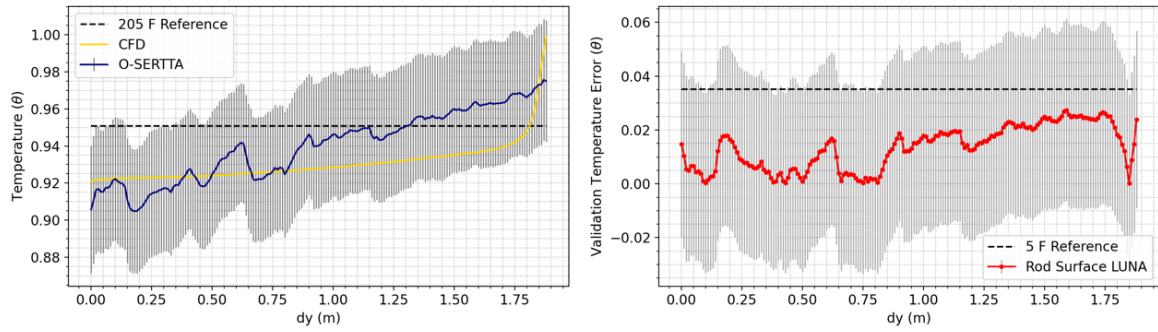 205 F Reference
CFD
O-SERTTA
Temperature (θ)
1.00
0.98
0.96
0.94
0.92
0.90
0.88
0.00 0.25 0.50 0.75 1.00 1.25 1.50 1.75
dy (m)
Validation Temperature Error (θ)
0.06
0.04
0.02
0.00
−0.02
5 F Reference
Rod Surface LUNA
0.00 0.25 0.50 0.75 1.00 1.25 1.50 1.75
dy (m)